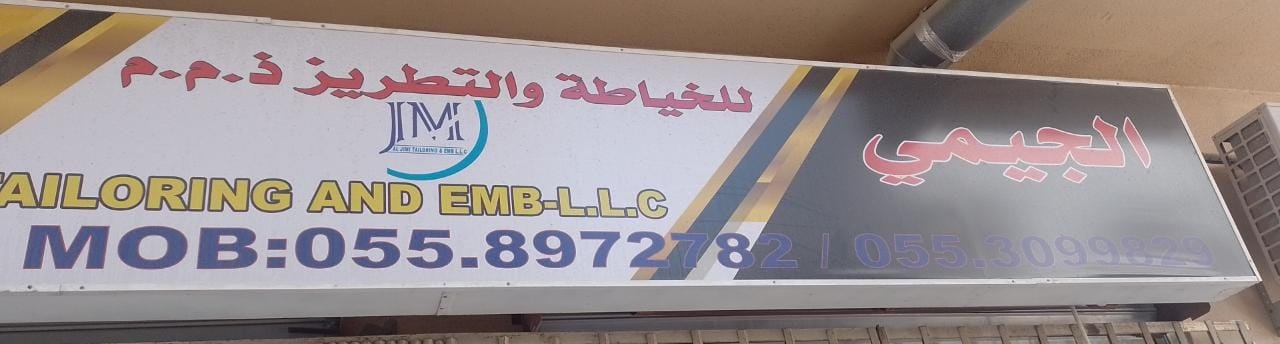 الجيمي للخياطة والتطريز ذ.م.م
JMI
AL JIMI TAILORING & EMB L.L.C
TAILORING AND EMB-L.L.C
MOB:055.8972782 / 055.3099829